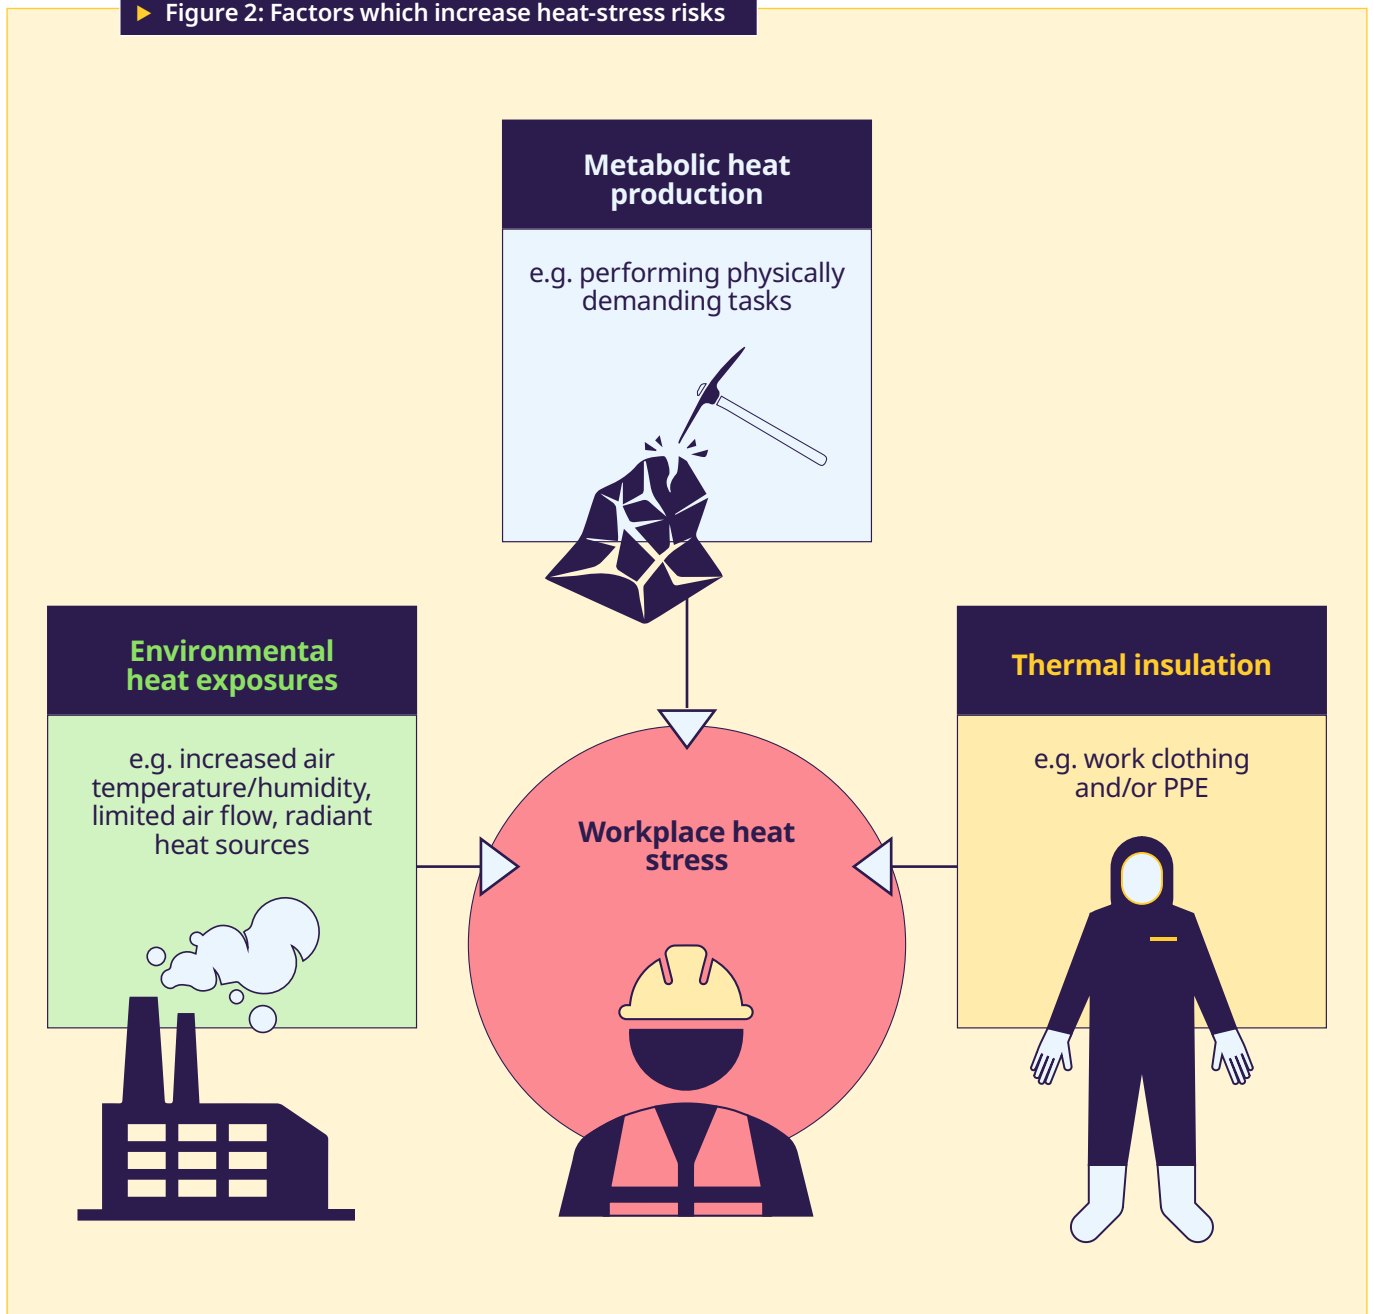 Figure 2: Factors which increase heat-stress risks
Metabolic heat
production
e.g. performing physically
demanding tasks
Environmental
heat exposures
e.g. increased air
temperature/humidity,
limited air flow, radiant
heat sources
Thermal insulation
e.g. work clothing
and/or PPE
Workplace heat
stress